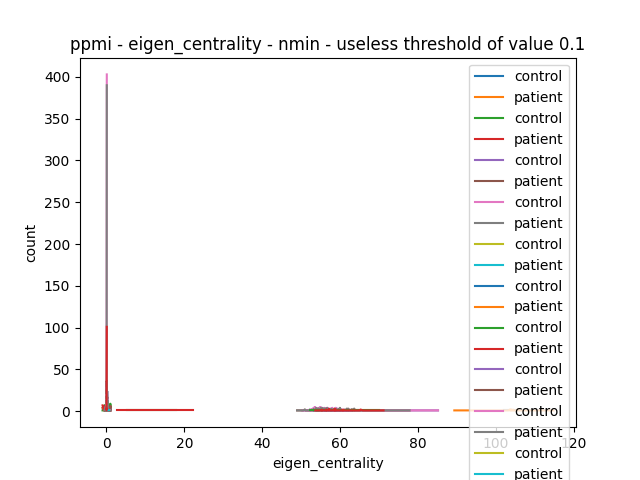 ppmi - eigen_centrality - nmin - useless threshold of value 0.1
400
350
300
250
200
150
100
50
0
count
0 20 40 60 80 100 120
eigen_centrality
control
patient
control
patient
control
patient
control
patient
control
patient
control
patient
control
patient
control
patient
control
patient
control
patient